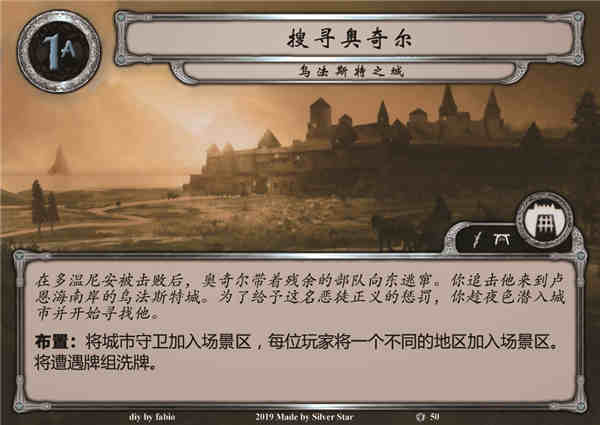 1A
搜寻奥奇尔
乌法斯特之城
在多温尼安被击败后，奥奇尔带着残余的部队向东逃窜。你追击他来到卢
恩海南岸的乌法斯特城。为了给予这名恶徒正义的惩罚，你趁夜色潜入城
市并开始寻找他。
布置：将城市守卫加入场景区，每位玩家将一个不同的地区加入场景区。
将遭遇牌组洗牌。
diy by fabio 2019 Made by Silver Star 50